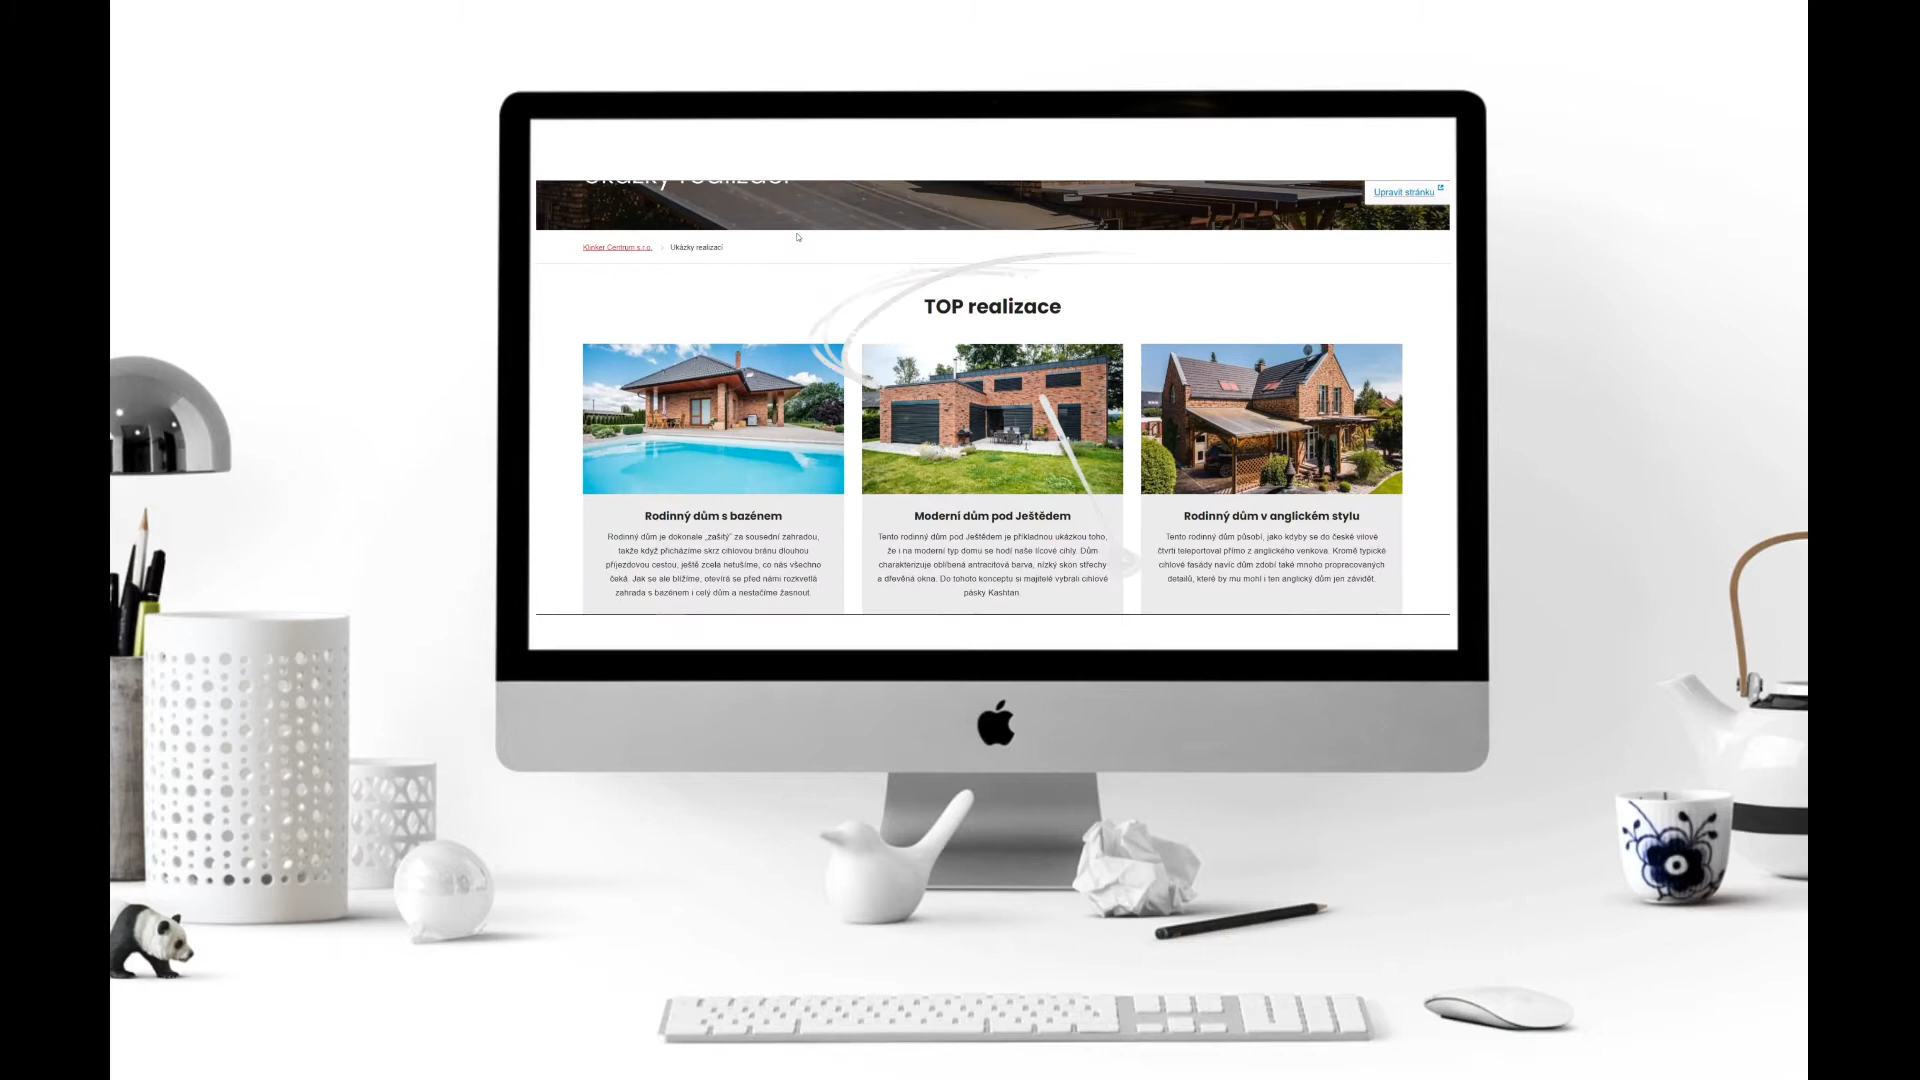 Ukázky realizací
Upravit stránku
Klinker Centrum s.r.o. > Ukázky realizací
TOP realizace
Rodinný dům s bazénem
Rodinný dům je dokonale „zašitý“ za sousední zahradou,
takže když přicházíme skrz cihlovou bránu dlouhou
příjezdovou cestou, ještě zcela netušíme, co nás všechno
čeká. Jak se ale blížíme, otevírá se před námi rozkvetlá
zahrada s bazénem i celý dům a nestačíme žasnout.
Moderní dům pod Ještědem
Tento rodinný dům pod Ještědem je příkladnou ukázkou toho,
že i na moderní typ domu se hodí naše lícové cihly. Dům
charakterizuje oblíbená antracitová barva, nízký skon střechy
a dřevěná okna. Do tohoto konceptu si majitelé vybrali cihlové
pásky Kashtan.
Rodinný dům v anglickém stylu
Tento rodinný dům působí, jako kdyby se do české vilové
čtvrti teleportoval přímo z anglického venkova. Kromě typické
cihlové fasády navíc dům zdobí také mnoho propracovaných
detailů, které by mu mohl i ten anglický dům jen závidět.